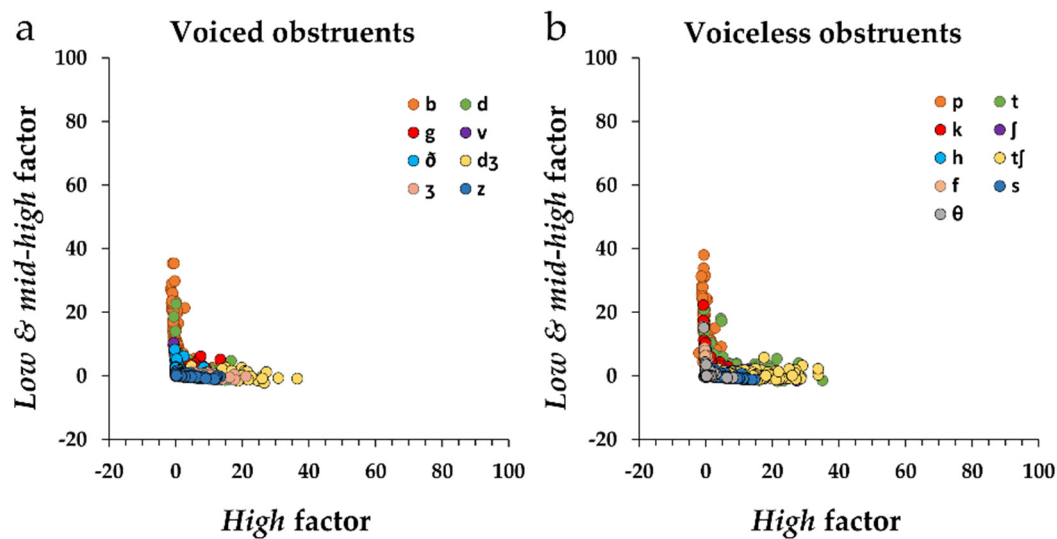 a
Voiced obstruents
100
80
60
40
20
0
-20
Low & mid-high factor
b d
g v
ð dʒ
ʒ z
-20 0 20 40 60 80 100
High factor
b
Voiceless obstruents
100
80
60
40
20
0
-20
Low & mid-high factor
p t
k ʃ
h tʃ
f s
θ
-20 0 20 40 60 80 100
High factor